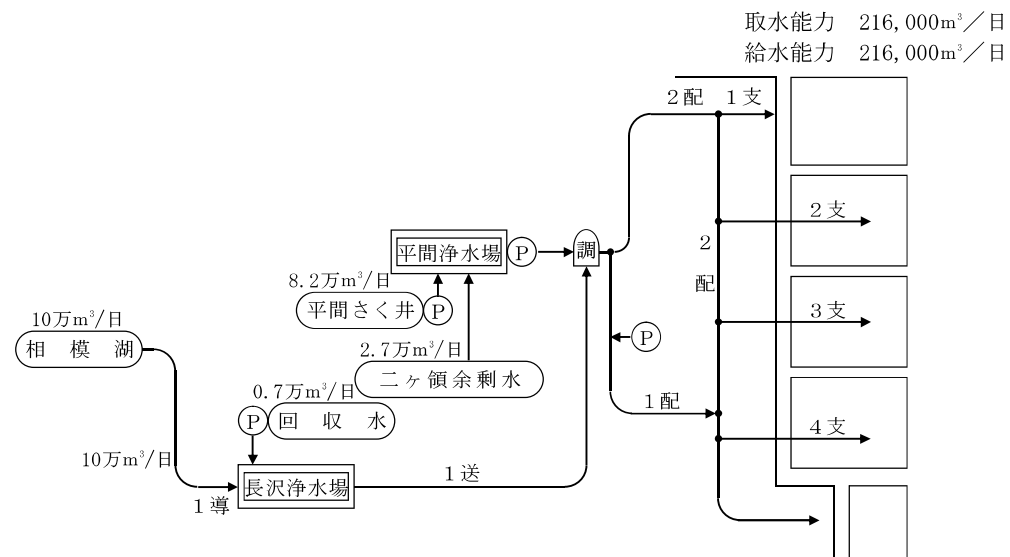 取水能力 216,000m³／日
給水能力 216,000m³／日
2配 1支
2支
2
配
平間浄水場
P
調
8.2万m³/日
平間さく井
P
3支
10万m³/日
P
相模湖
2.7万m³/日
二ヶ領余剰水
0.7万m³/日
1配
P
回収水
4支
10万m³/日
1送
長沢浄水場
1導